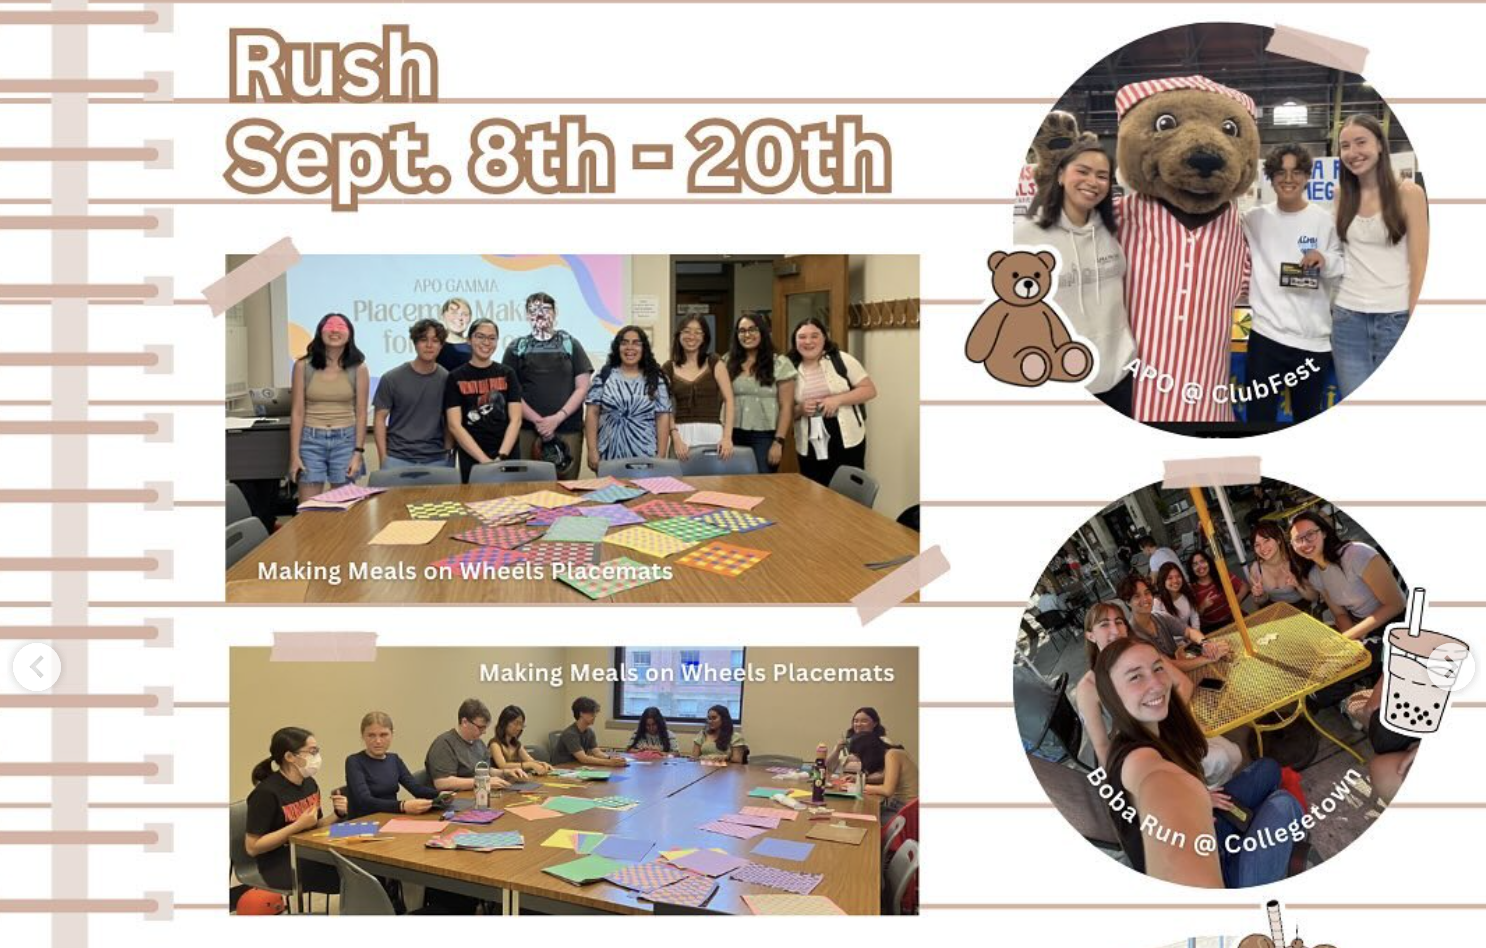 Rush
Sept. 8th - 20th
APO GAMMA
Making Meals on Wheels Placemats
Making Meals on Wheels Placemats
APO @ ClubFest
Boba Run @ Collegetown